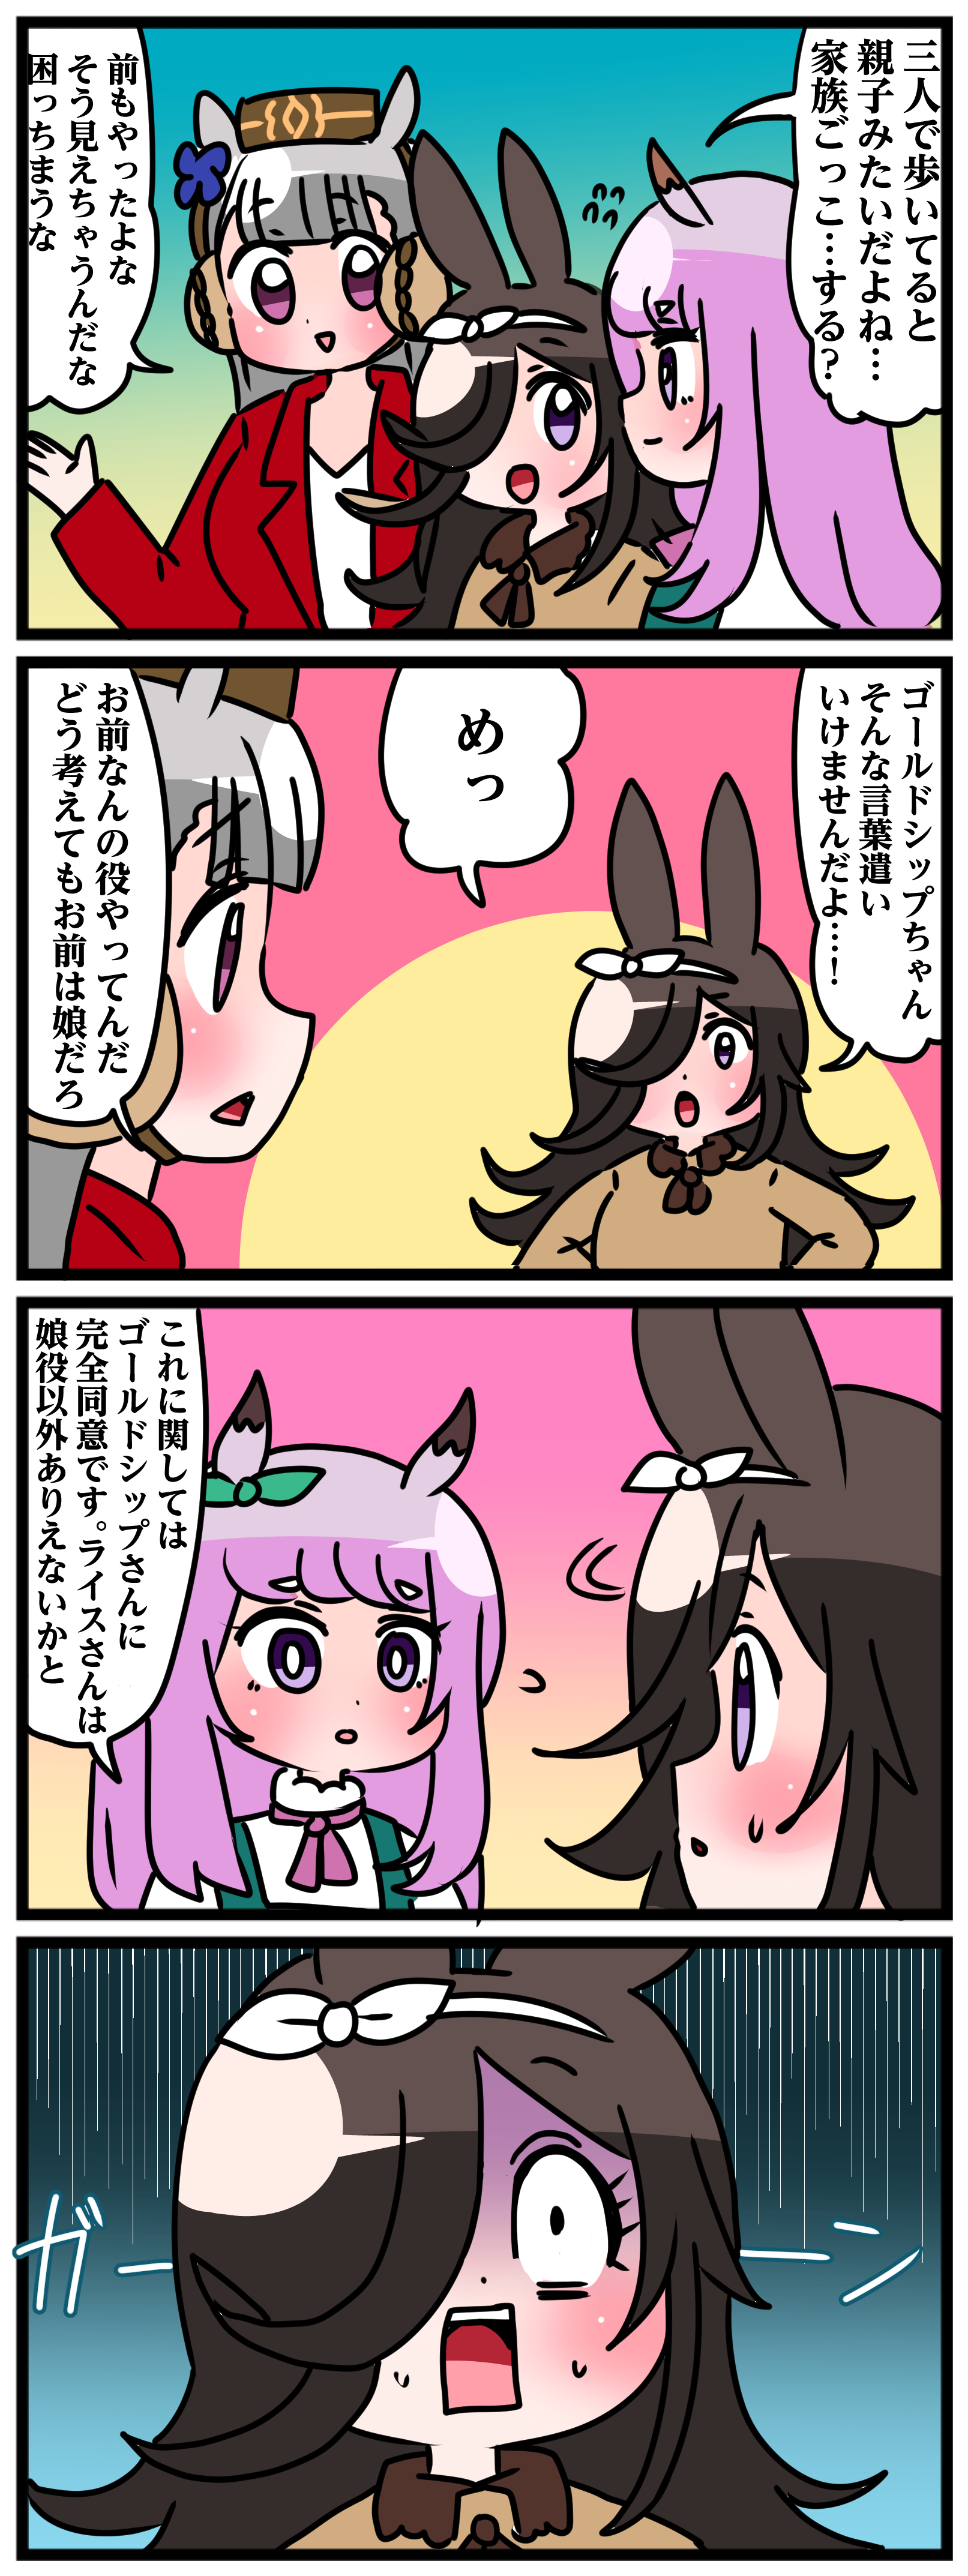 三人で歩いてると
親子みたいだよね…
家族ごっこ…する?
前もやったよな
そう見えちゃうんだな
困っちまうな
ゴールドシップちゃん
そんな言葉遣い
いけませんだよ…!
めっ
お前なんの役やってんだ
どう考えてもお前は娘だろ
これに関しては
ゴールドシップさんに
完全同意です。ライスさんは
娘役以外ありえないかと
ガーーン